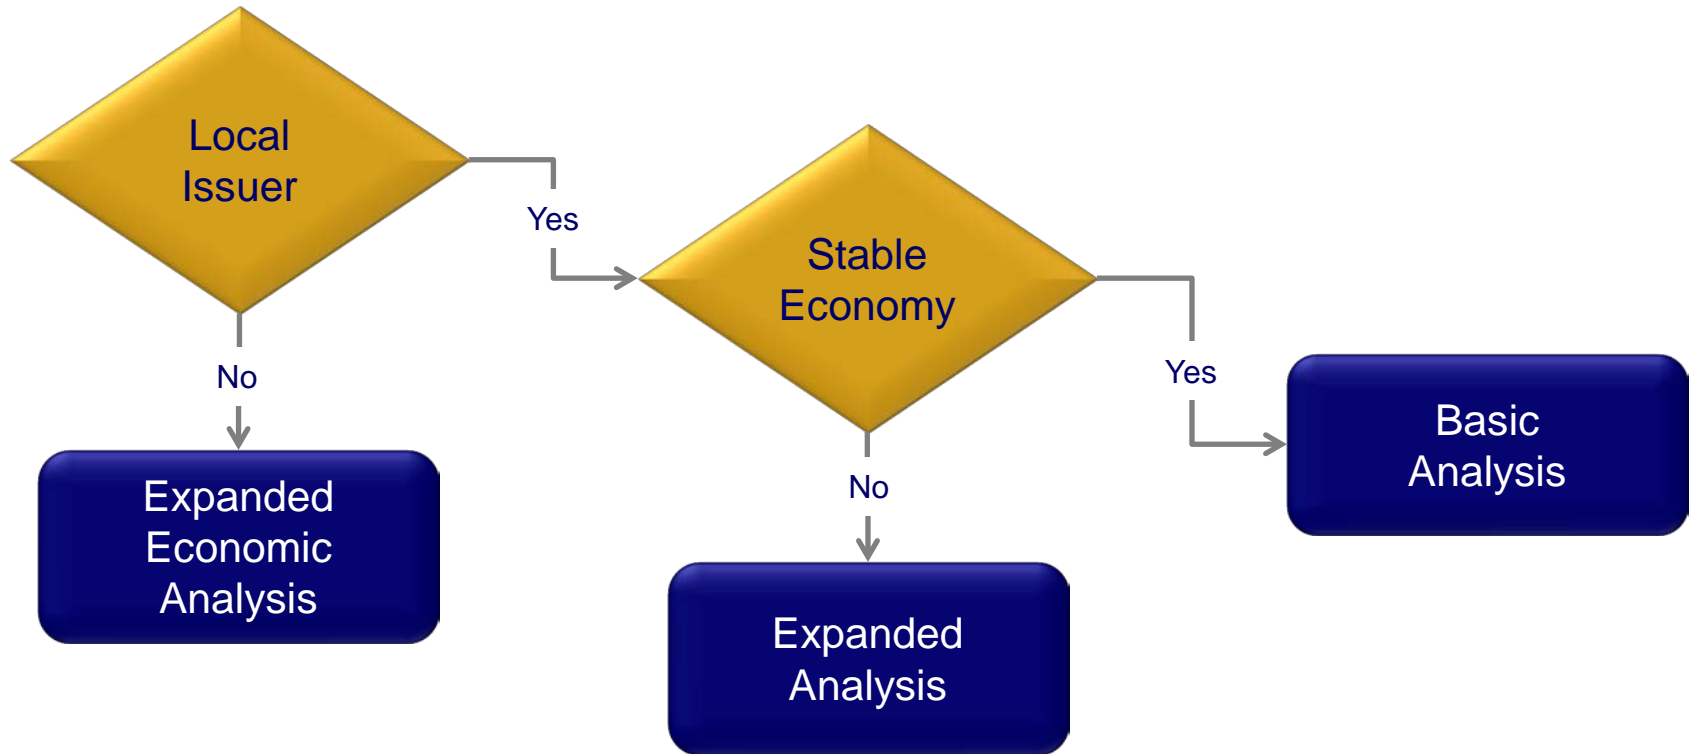 Local
Issuer
Yes
No
Expanded
Economic
Analysis
Stable
Economy
Yes
No
Expanded
Analysis
Basic
Analysis